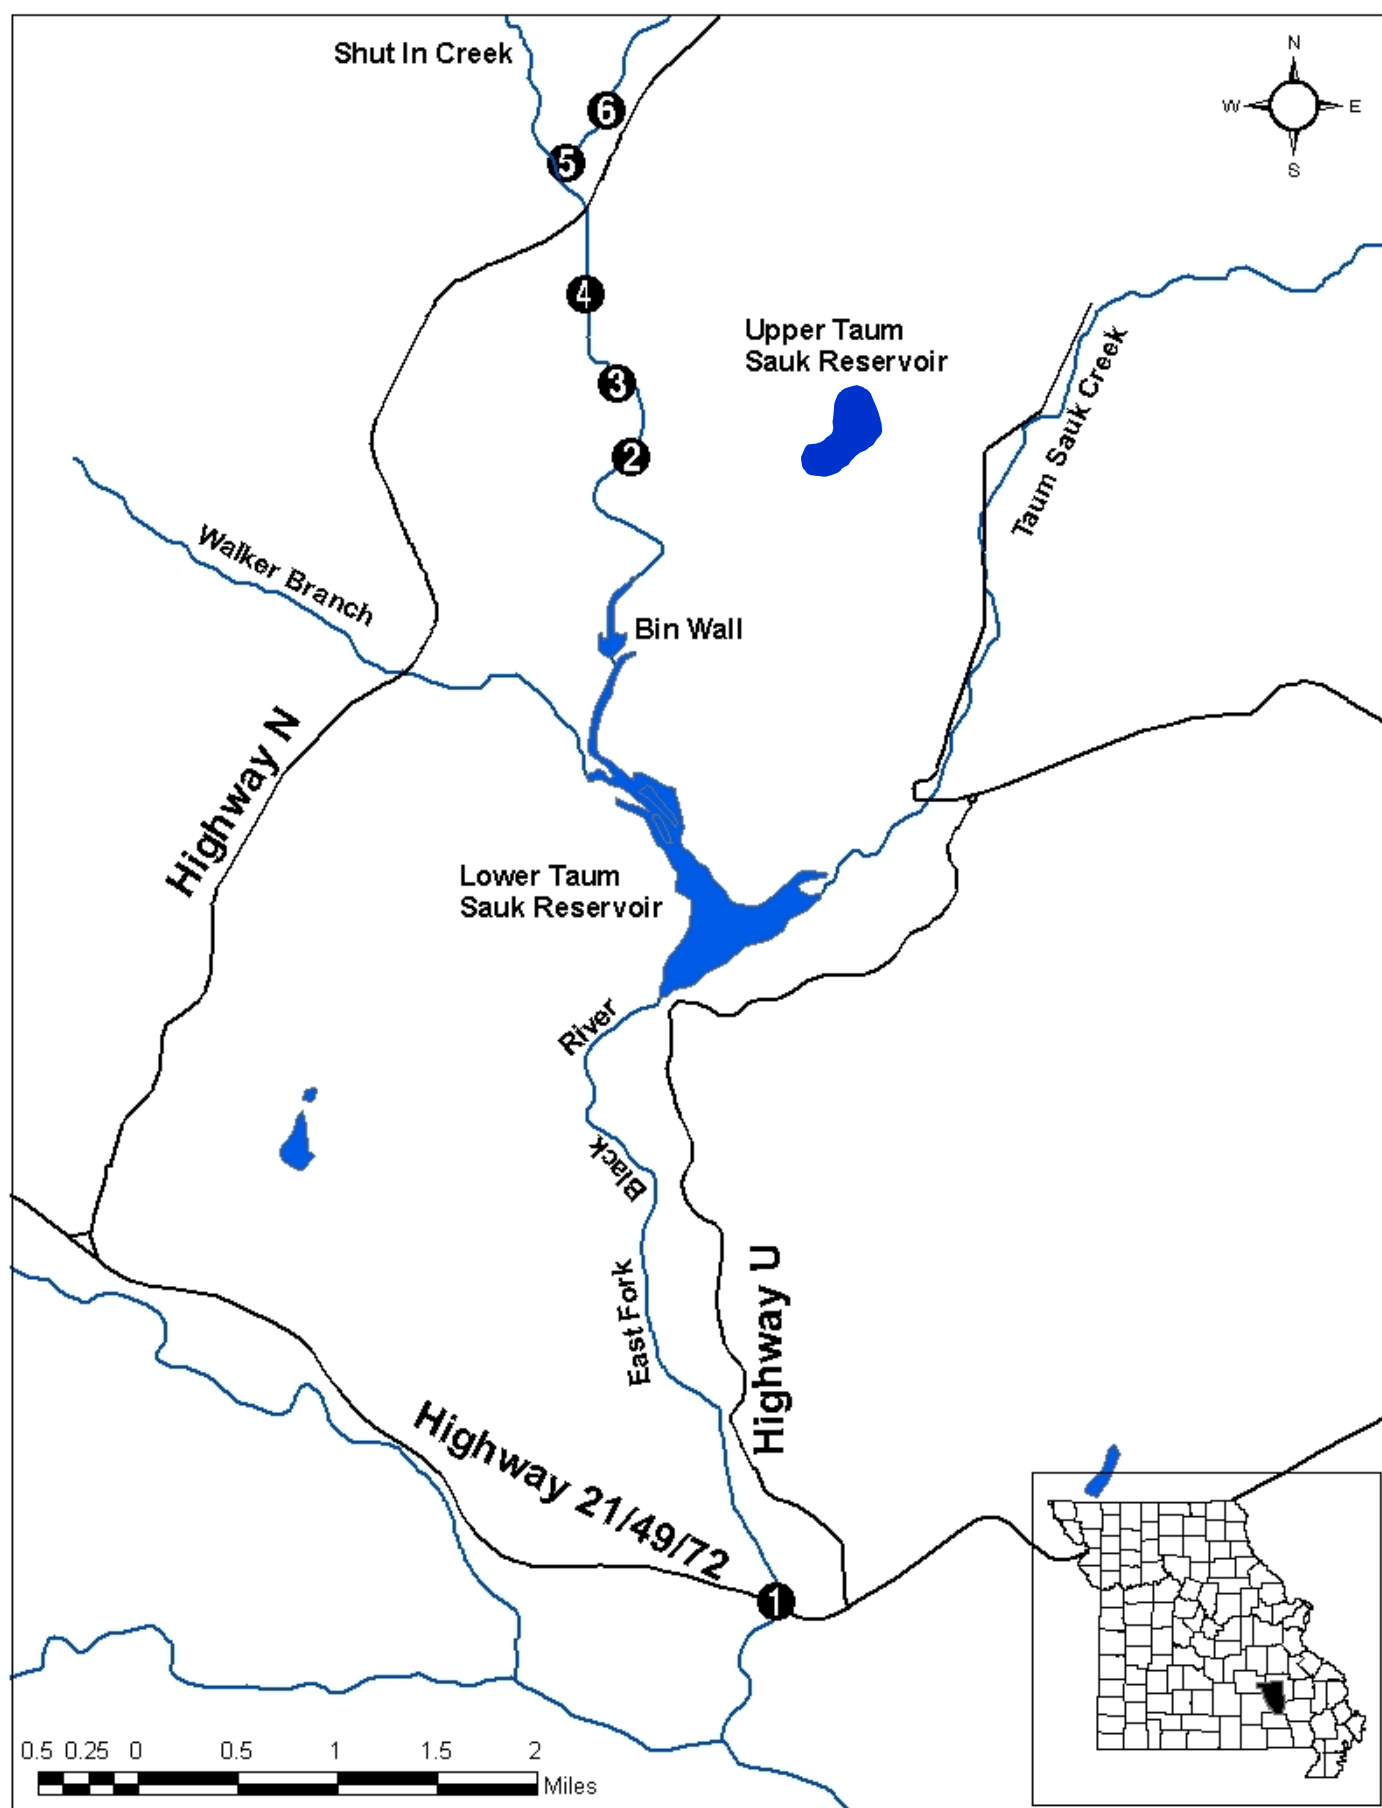 Shut In Creek
N
W
E
S
6
5
4
Upper Taum
Sauk Reservoir
3
Taum Sauk Creek
2
Walker Branch
Bin Wall
Highway N
Lower Taum
Sauk Reservoir
River
Black
East Fork
Highway U
Highway 21/49/72
1
0.5 0.25 0 0.5 1 1.5 2
Miles